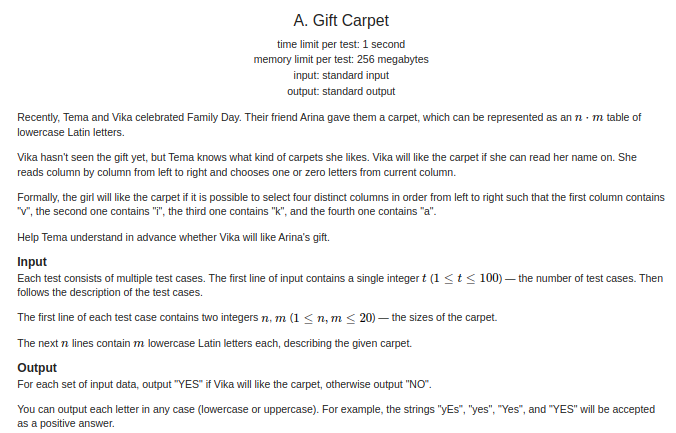 A. Gift Carpet
time limit per test: 1 second
memory limit per test: 256 megabytes
input: standard input
output: standard output
Recently, Tema and Vika celebrated Family Day. Their friend Arina gave them a carpet, which can be represented as an n · m table of
lowercase Latin letters.
Vika hasn't seen the gift yet, but Tema knows what kind of carpets she likes. Vika will like the carpet if she can read her name on. She
reads column by column from left to right and chooses one or zero letters from current column.
Formally, the girl will like the carpet if it is possible to select four distinct columns in order from left to right such that the first column contains
"v", the second one contains "i", the third one contains "k", and the fourth one contains "a".
Help Tema understand in advance whether Vika will like Arina's gift.
Input
Each test consists of multiple test cases. The first line of input contains a single integer t (1 ≤ t ≤ 100) — the number of test cases. Then
follows the description of the test cases.
The first line of each test case contains two integers n, m (1 ≤ n, m ≤ 20) — the sizes of the carpet.
The next n lines contain m lowercase Latin letters each, describing the given carpet.
Output
For each set of input data, output "YES" if Vika will like the carpet, otherwise output "NO".
You can output each letter in any case (lowercase or uppercase). For example, the strings "yEs", "yes", "Yes", and "YES" will be accepted
as a positive answer.